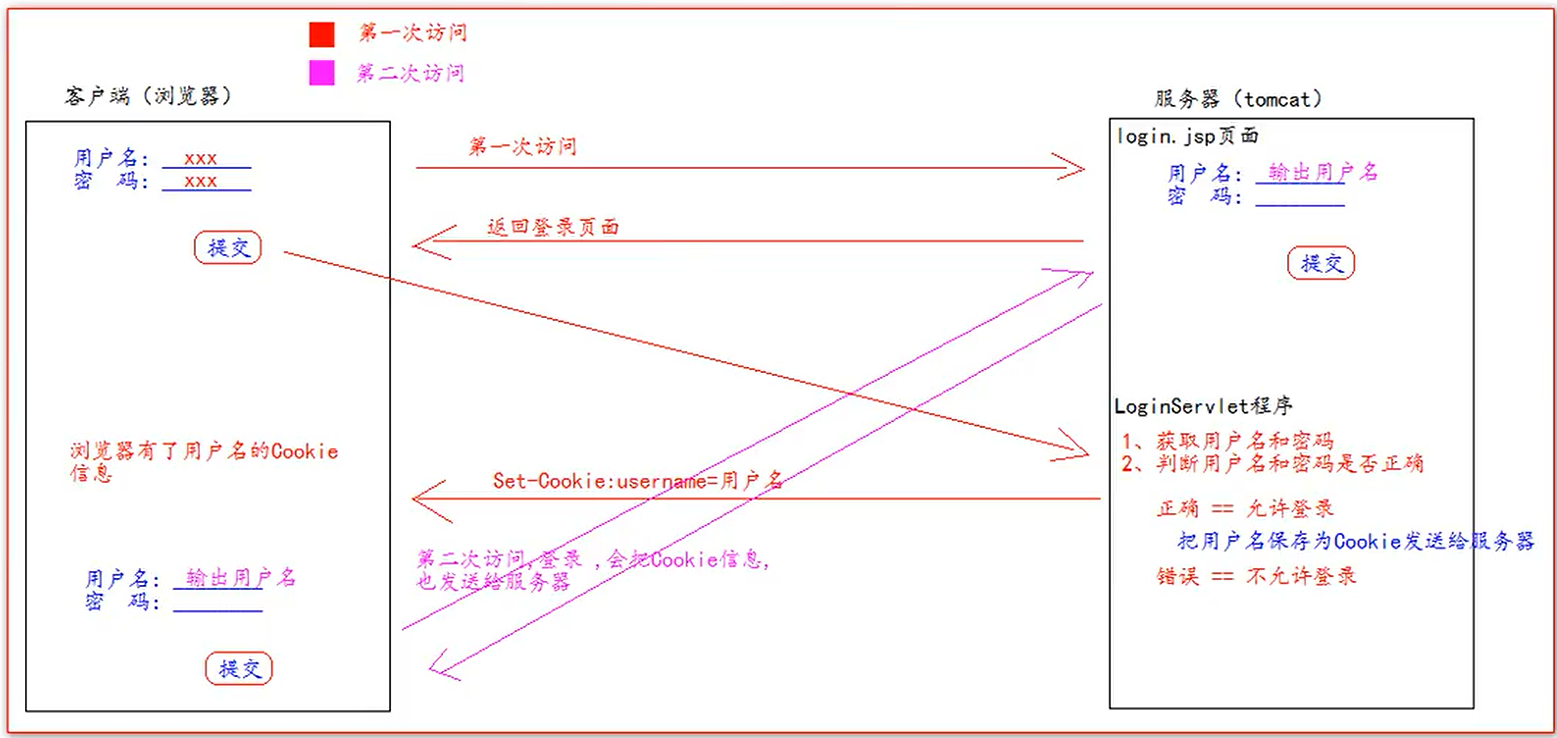 第一次访问
第二次访问
客户端（浏览器）
服务器（tomcat）
用户名： xxx
密 码： xxx
提交
第一次访问
返回登录页面
login.jsp页面
用户名： 输出用户名
密 码：
提交
浏览器有了用户名的Cookie
信息
Set-Cookie:username=用户名
LoginServlet程序
1、获取用户名和密码
2、判断用户名和密码是否正确
正确 == 允许登录
把用户名保存为Cookie发送给服务器
错误 == 不允许登录
第二次访问,登录 ,会把Cookie信息,
也发送给服务器
用户名： 输出用户名
密 码：
提交